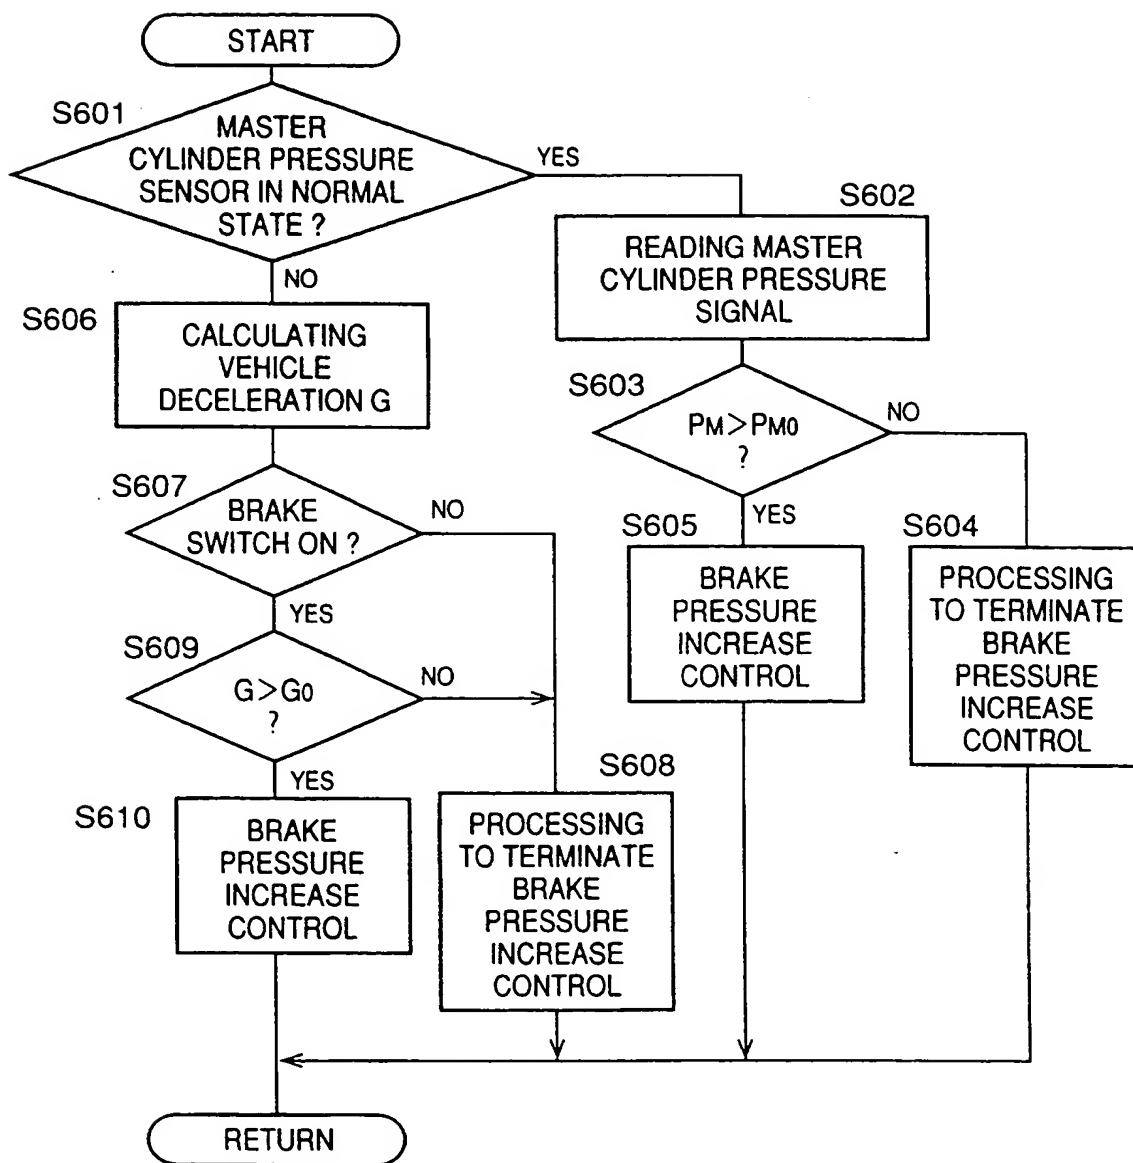 START
S601
MASTER
CYLINDER PRESSURE
SENSOR IN NORMAL
STATE ?
YES
NO
S602
READING MASTER
CYLINDER PRESSURE
SIGNAL
S606
CALCULATING
VEHICLE
DECELERATION G
S603
PM>PM0
?
NO
YES
S607
BRAKE
SWITCH ON ?
NO
YES
S605
BRAKE
PRESSURE
INCREASE
CONTROL
S604
PROCESSING
TO TERMINATE
BRAKE
PRESSURE
INCREASE
CONTROL
S609
G>G0
?
NO
YES
S610
BRAKE
PRESSURE
INCREASE
CONTROL
S608
PROCESSING
TO TERMINATE
BRAKE
PRESSURE
INCREASE
CONTROL
RETURN